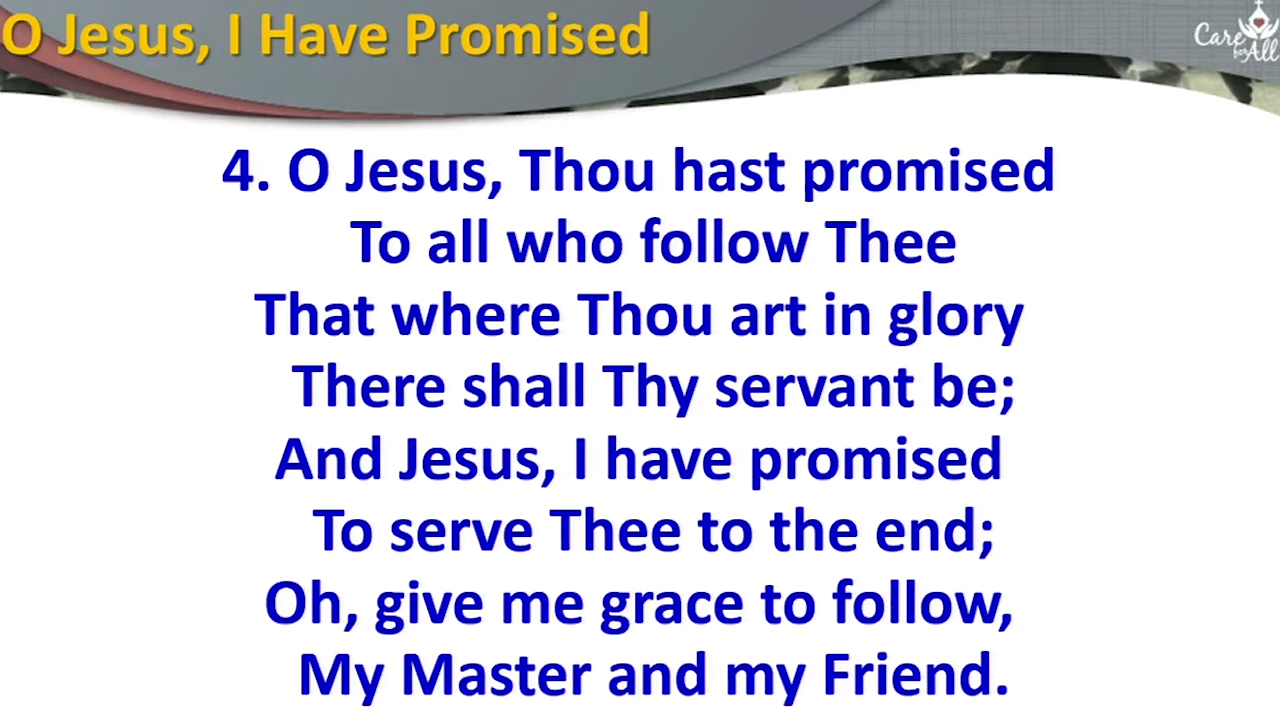 O Jesus, I Have Promised
Care
for All
4. O Jesus, Thou hast promised
To all who follow Thee
That where Thou art in glory
There shall Thy servant be;
And Jesus, I have promised
To serve Thee to the end;
Oh, give me grace to follow,
My Master and my Friend.